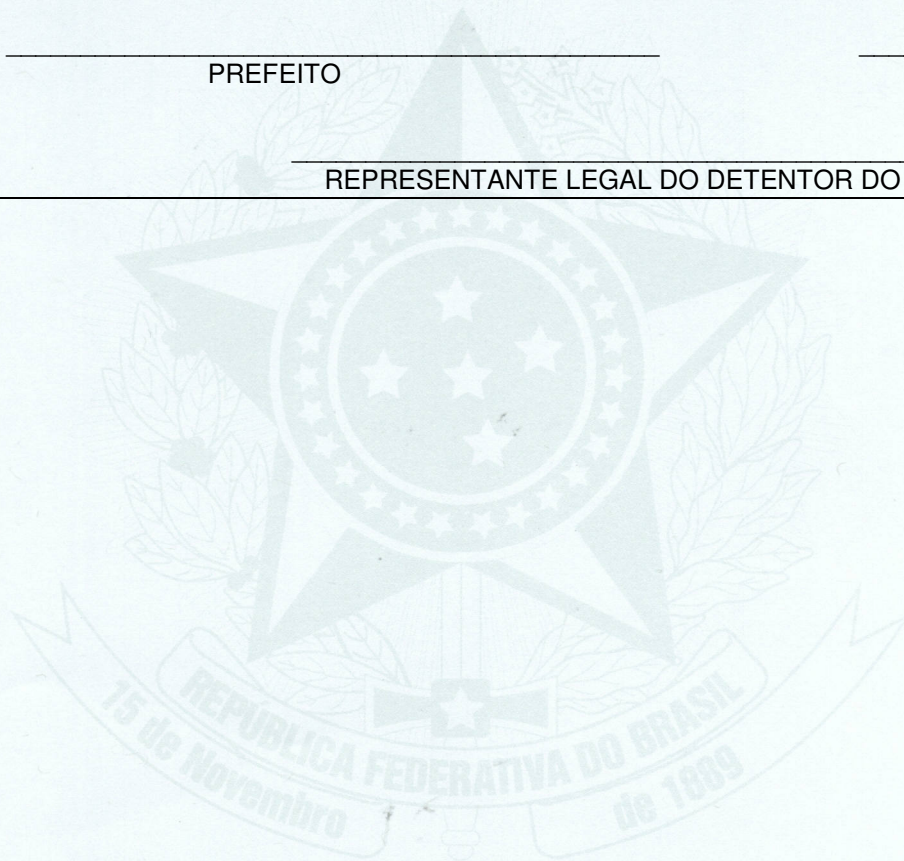 PREFEITO
REPRESENTANTE LEGAL DO DETENTOR DO
REPÚBLICA FEDERATIVA DO BRASIL
15 de Novembro de 1889